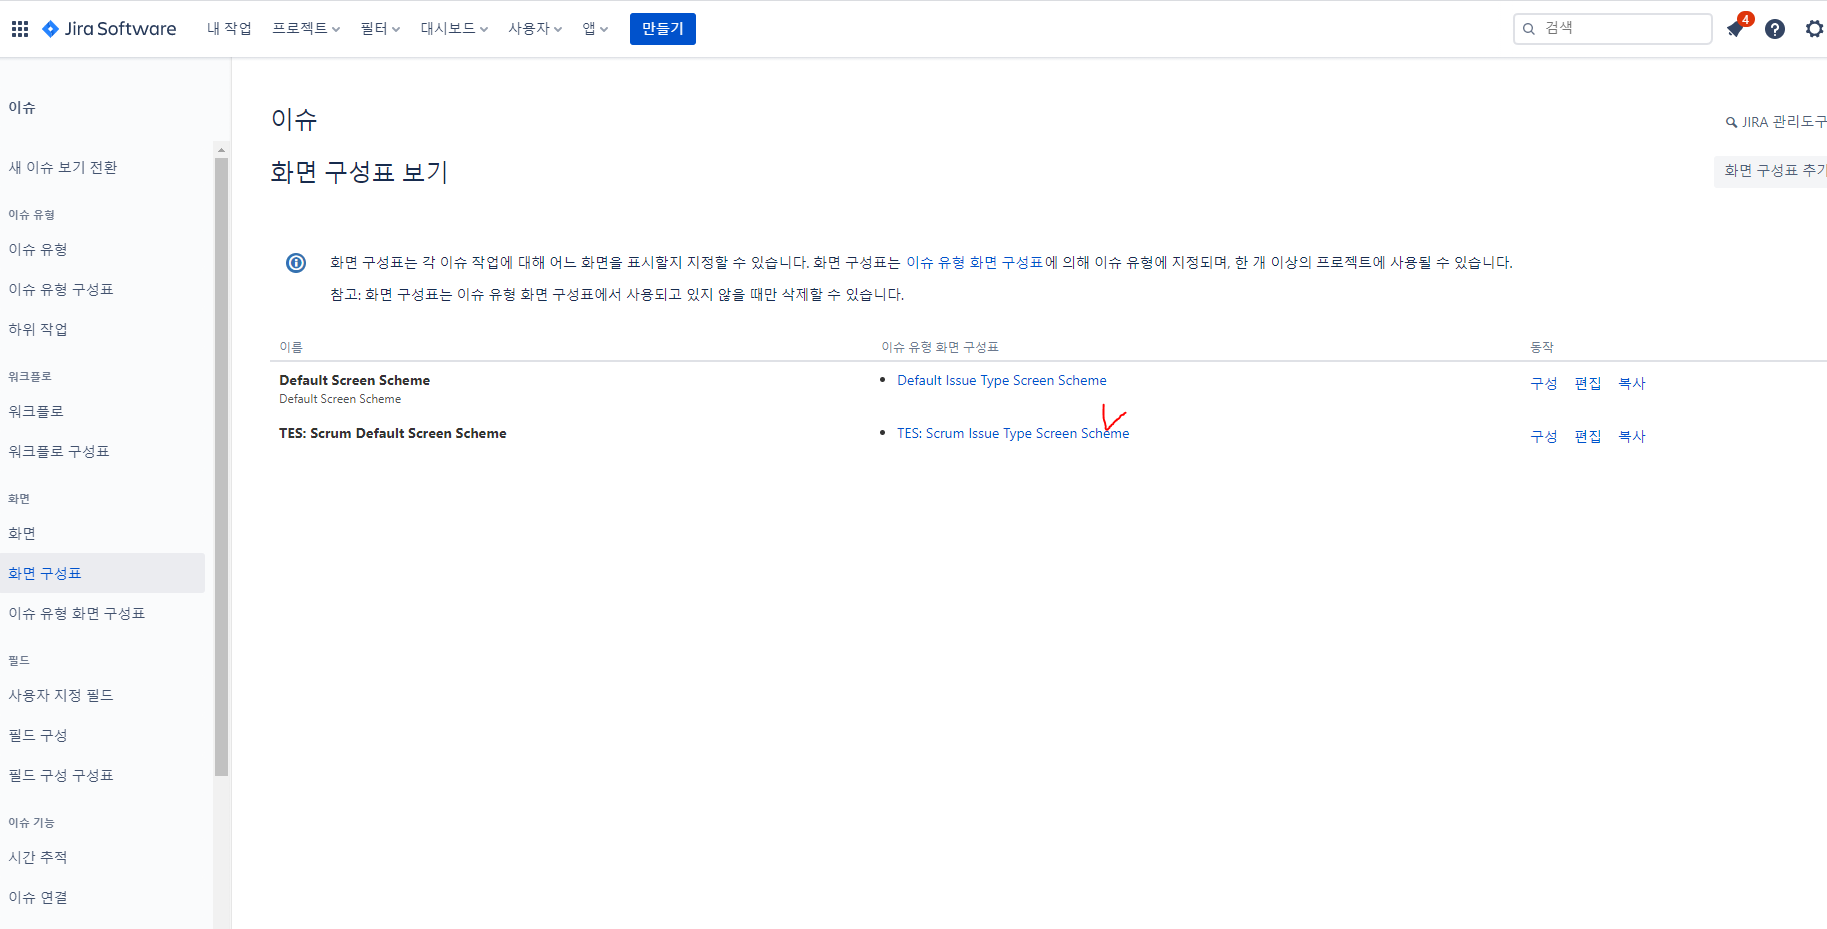 Jira Software 내 작업 프로젝트 필터 대시보드 사용자 앱 만들기 검색 4
이슈
새 이슈 보기 전환
이슈 유형
이슈 유형
이슈 유형 구성표
하위 작업
워크플로
워크플로
워크플로 구성표
화면
화면
화면 구성표
이슈 유형 화면 구성표
필드
사용자 지정 필드
필드 구성
필드 구성 구성표
이슈 기능
시간 추적
이슈 연결
이슈
JIRA 관리도구
화면 구성표 보기
화면 구성표 추가
화면 구성표는 각 이슈 작업에 대해 어느 화면을 표시할지 지정할 수 있습니다. 화면 구성표는 이슈 유형 화면 구성표에 의해 이슈 유형에 지정되며, 한 개 이상의 프로젝트에 사용될 수 있습니다.
참고: 화면 구성표는 이슈 유형 화면 구성표에서 사용되고 있지 않을 때만 삭제할 수 있습니다.
이름 이슈 유형 화면 구성표 동작
Default Screen Scheme Default Issue Type Screen Scheme 구성 편집 복사
Default Screen Scheme
TES: Scrum Default Screen Scheme TES: Scrum Issue Type Screen Scheme 구성 편집 복사